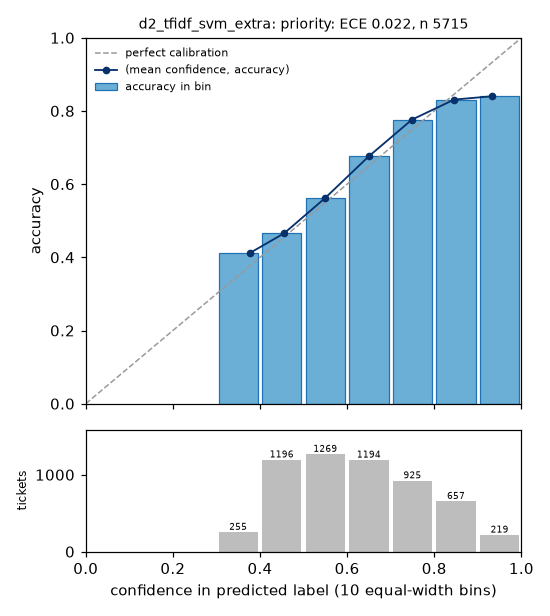 d2_tfidf_svm_extra: priority: ECE 0.022, n 5715
perfect calibration
(mean confidence, accuracy)
accuracy in bin
accuracy
1.0
0.8
0.6
0.4
0.2
0.0
tickets
1000
0
255
1196
1269
1194
925
657
219
0.0 0.2 0.4 0.6 0.8 1.0
confidence in predicted label (10 equal-width bins)